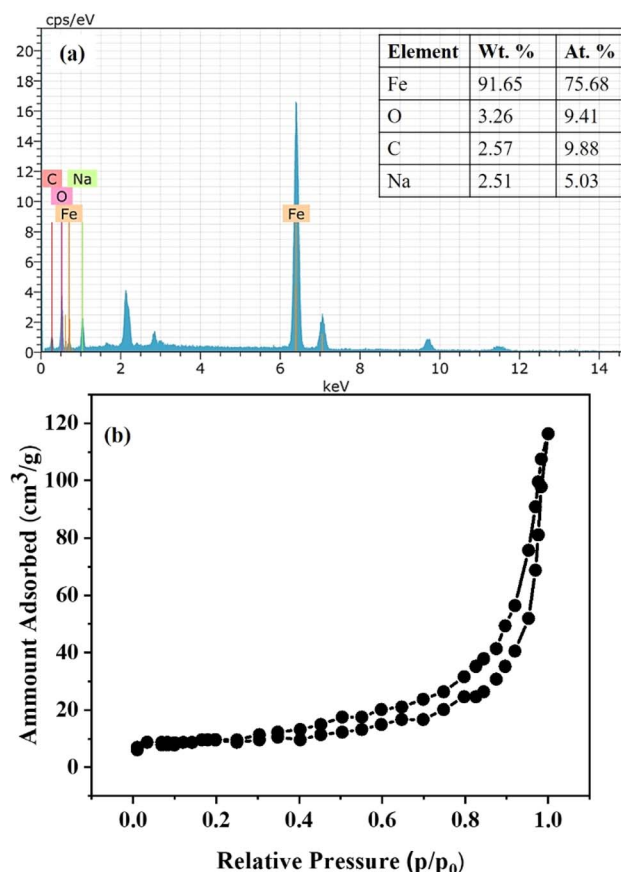 cps/eV
(a)
Element Wt. % At. %
Fe 91.65 75.68
O 3.26 9.41
C 2.57 9.88
Na 2.51 5.03
20
18
16
14
12
10
8
6
4
2
0
C Na
O
Fe Fe
0 2 4 6 8 10 12 14
keV
(b)
Ammount Adsorbed (cm³/g)
120
100
80
60
40
20
0
0.0 0.2 0.4 0.6 0.8 1.0
Relative Pressure (p/p₀)